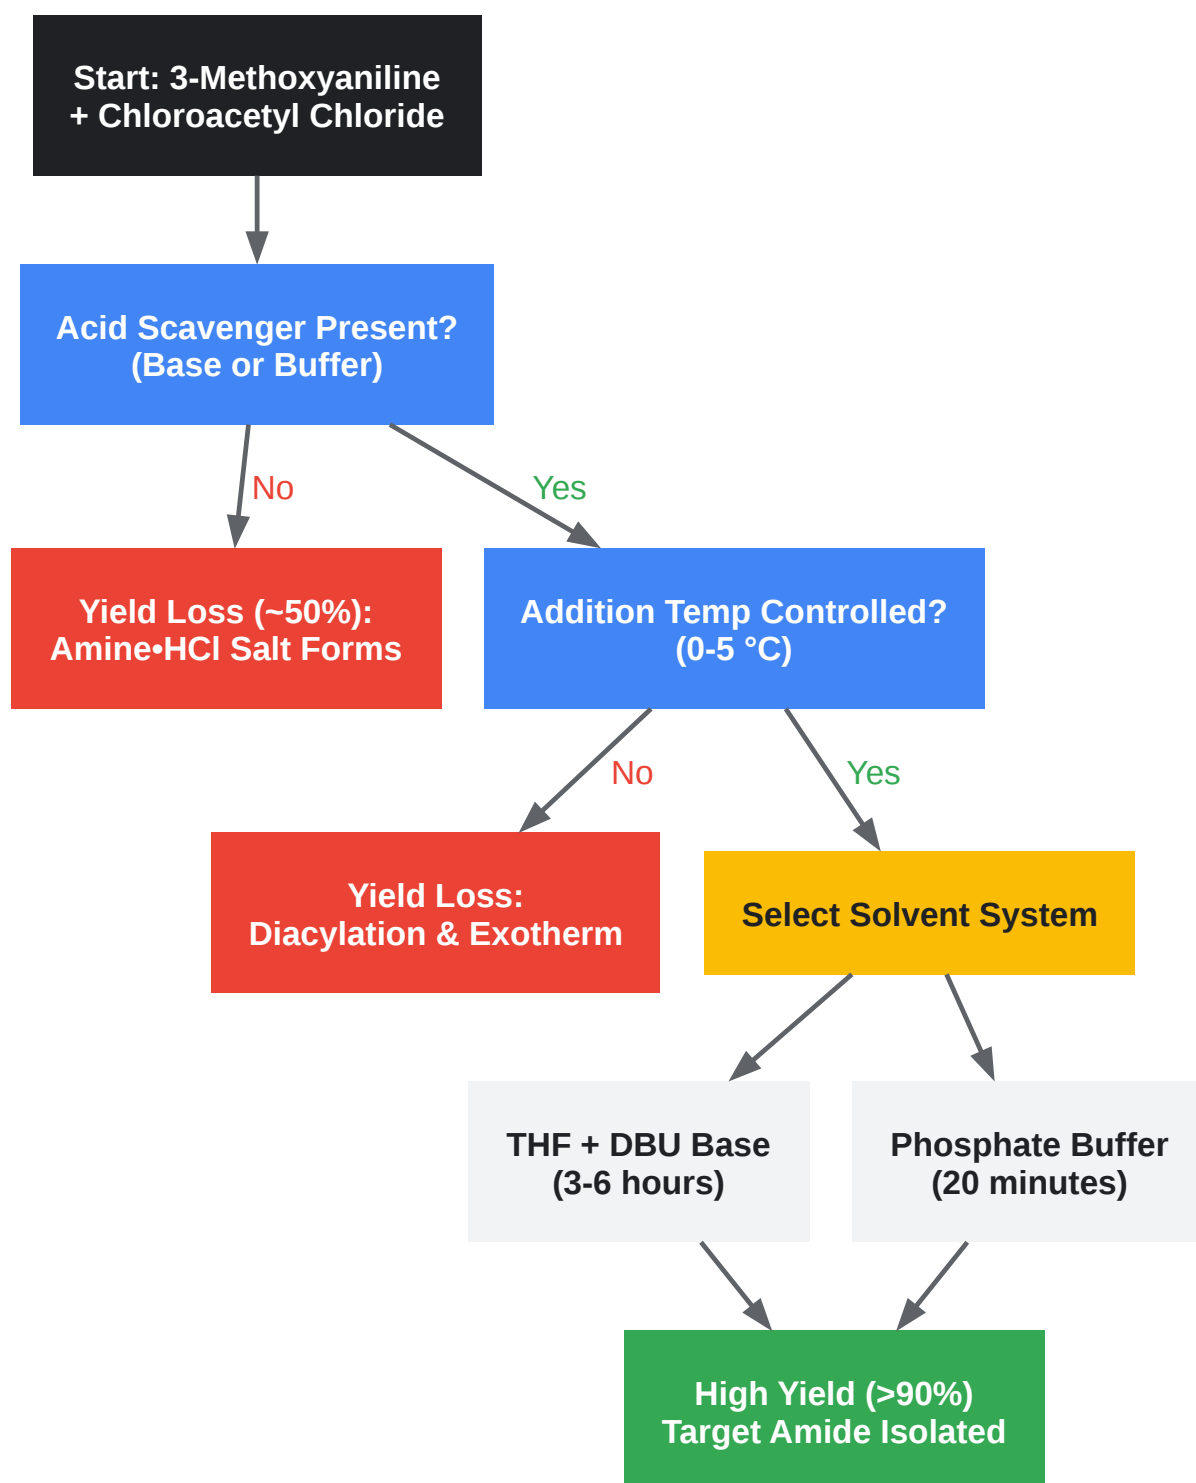 Start: 3-Methoxyaniline
+ Chloroacetyl Chloride
Acid Scavenger Present?
(Base or Buffer)
No
Yes
Yield Loss (~50%):
Amine•HCl Salt Forms
Addition Temp Controlled?
(0-5 °C)
No
Yes
Yield Loss:
Diacylation & Exotherm
Select Solvent System
THF + DBU Base
(3-6 hours)
Phosphate Buffer
(20 minutes)
High Yield (>90%)
Target Amide Isolated